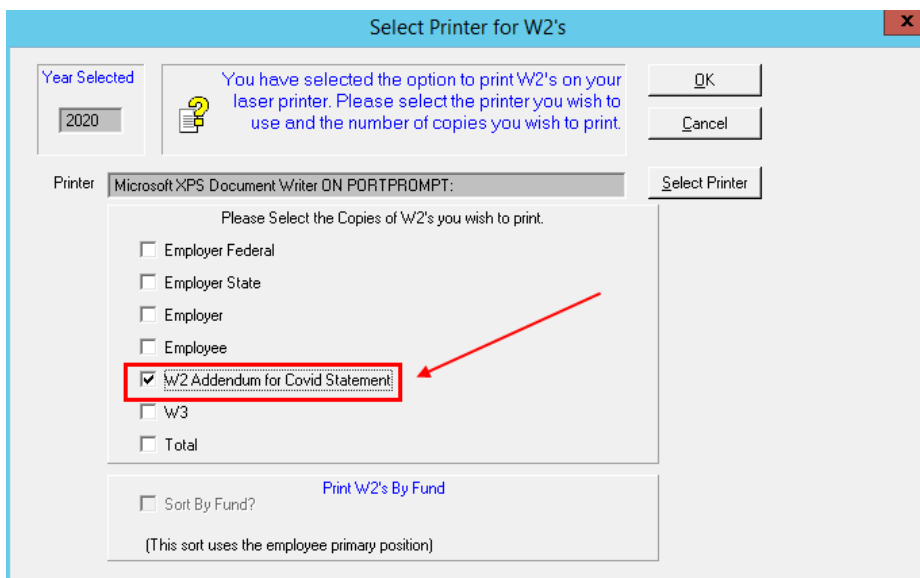 Select Printer for W2's
x
Year Selected
2020
You have selected the option to print W2's on your
laser printer. Please select the printer you wish to
use and the number of copies you wish to print.
OK
Cancel
Printer
Microsoft XPS Document Writer ON PORTPROMPT:
Select Printer
Please Select the Copies of W2's you wish to print.
Employer Federal
Employer State
Employer
Employee
W2 Addendum for Covid Statement
W3
Total
Print W2's By Fund
Sort By Fund?
(This sort uses the employee primary position)